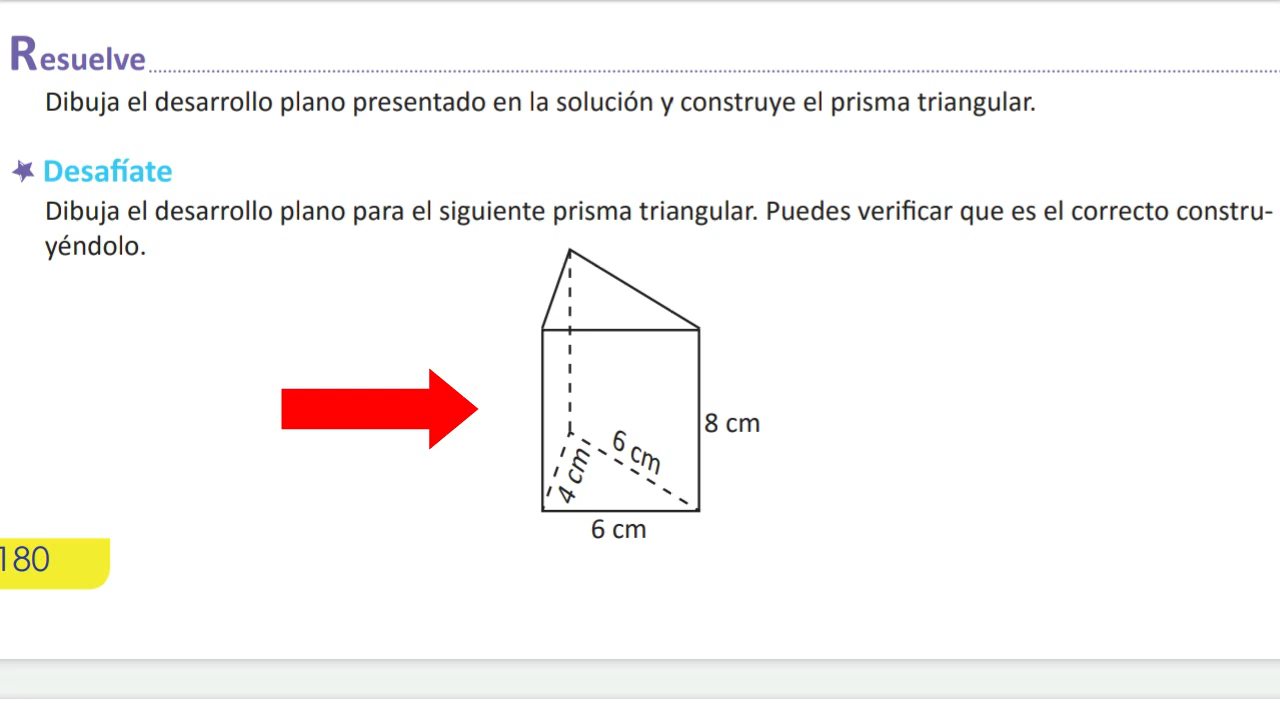 Resuelve
Dibuja el desarrollo plano presentado en la solución y construye el prisma triangular.
Desafíate
Dibuja el desarrollo plano para el siguiente prisma triangular. Puedes verificar que es el correcto constru-
yéndolo.
8 cm
6 cm
4 cm
6 cm
180